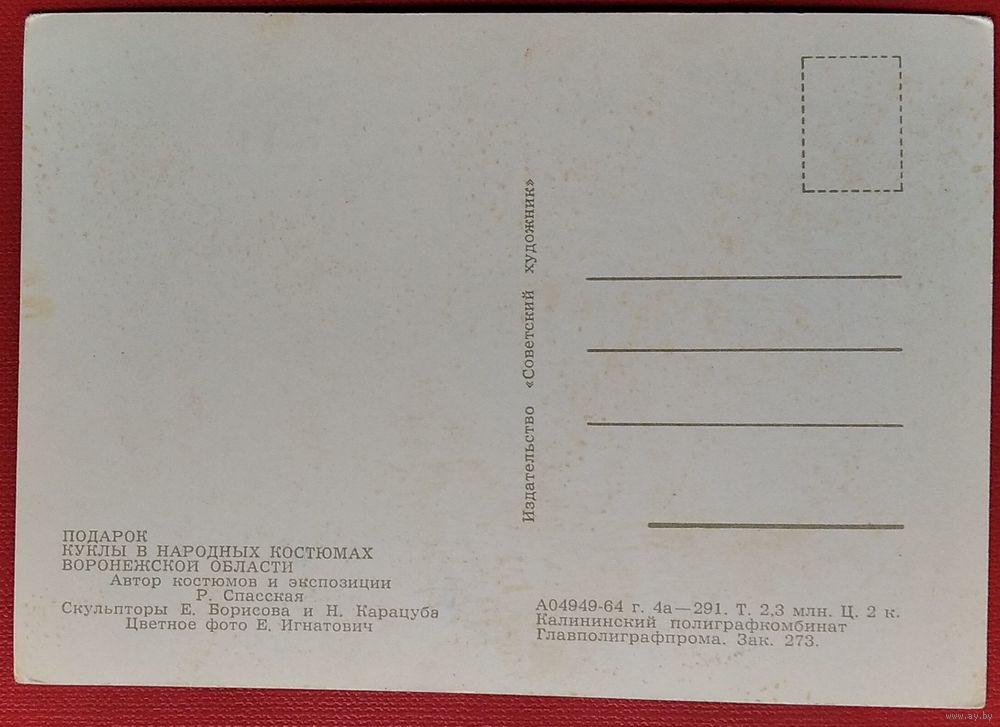 ПОДАРОК
КУКЛЫ В НАРОДНЫХ КОСТЮМАХ
ВОРОНЕЖСКОЙ ОБЛАСТИ
Автор костюмов и экспозиции
Р. Спасская
Скульпторы Е. Борисова и Н. Карацуба
Цветное фото Е. Игнатович
Издательство «Советский художник»
А04949-64 г. 4а—291. Т. 2,3 млн. Ц. 2 к.
Калининский полиграфкомбинат
Главполиграфпрома. Зак. 273.
www.ay.by